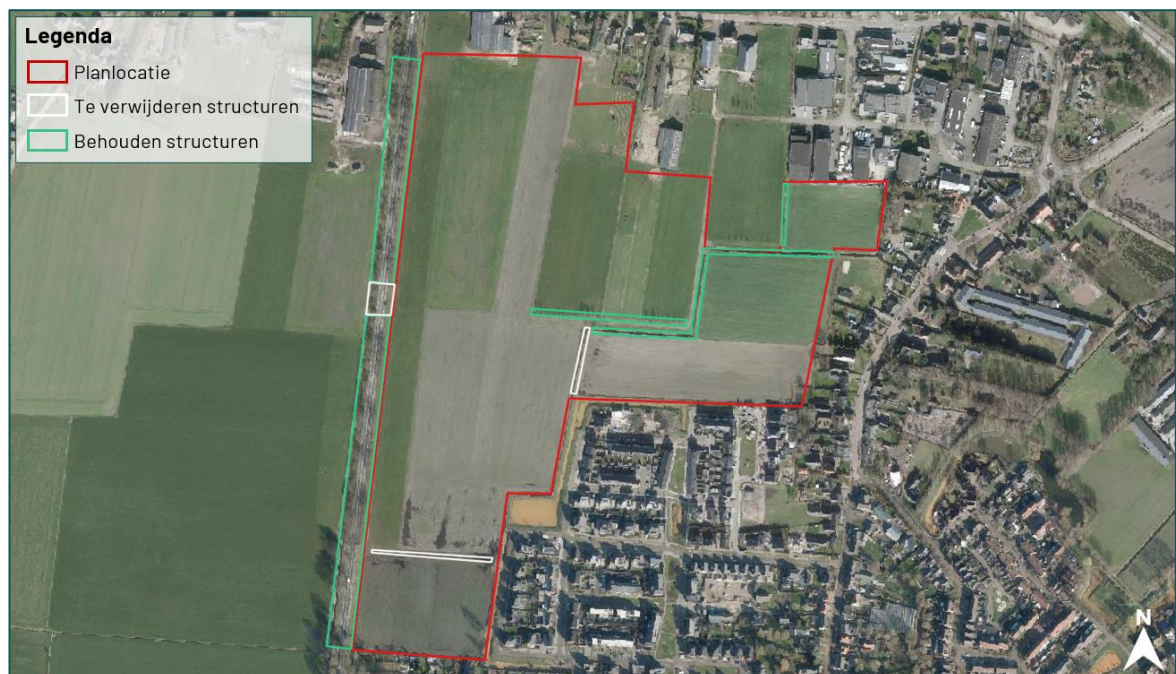 Legenda
Planlocatie
Te verwijderen structuren
Behouden structuren
N